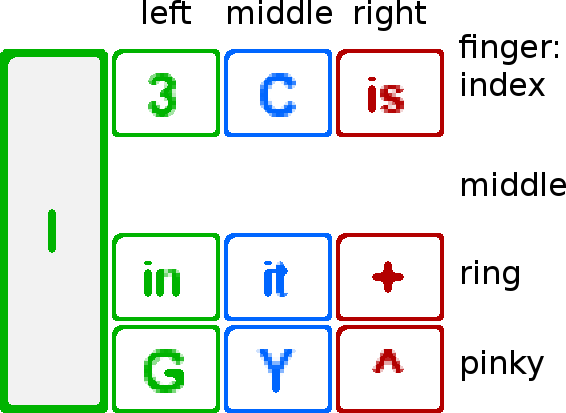 left middle right
finger:
3 C is index
middle
I
in it + ring
G Y ^ pinky